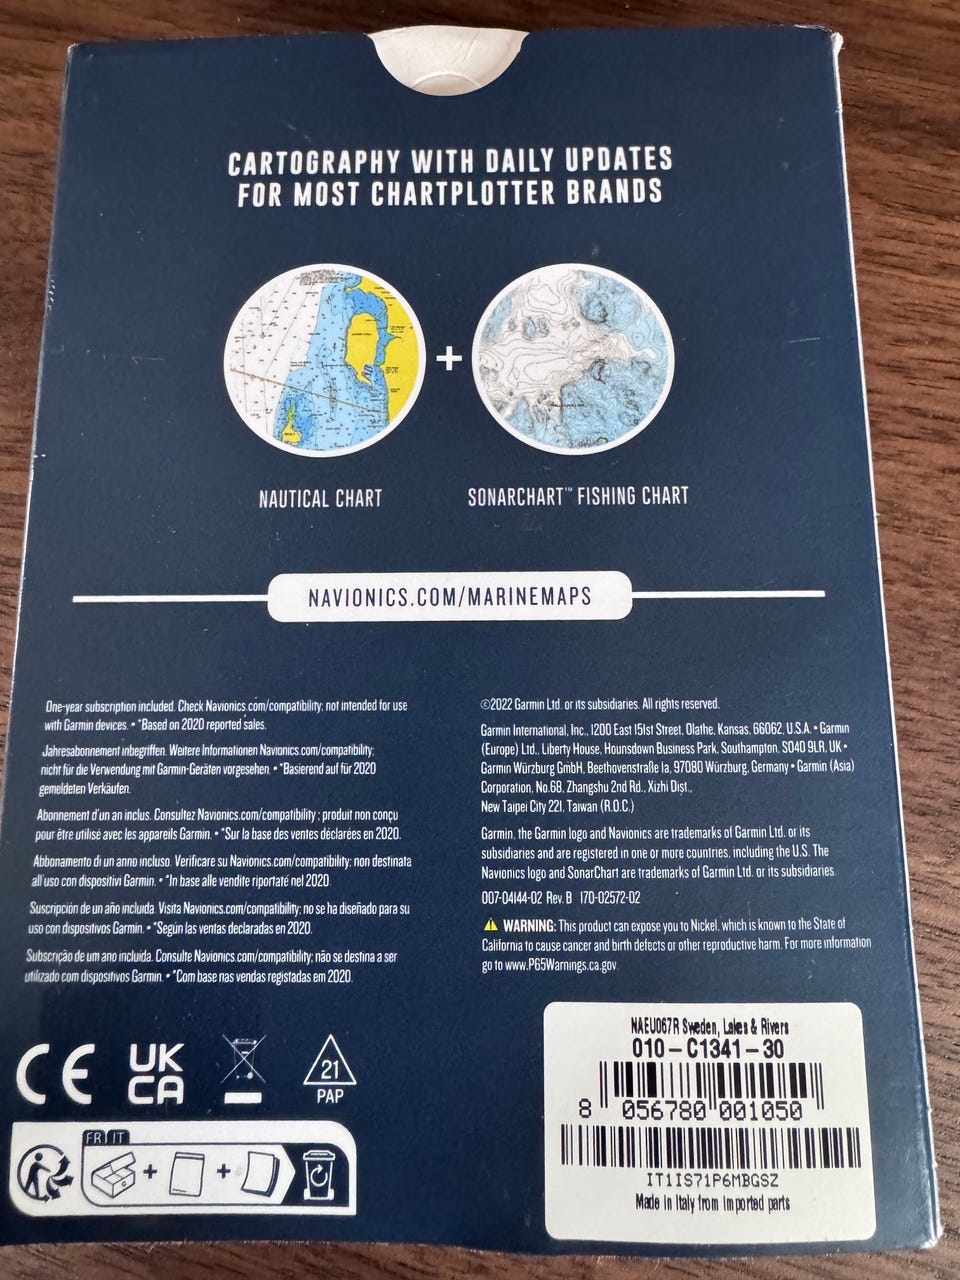 CARTOGRAPHY WITH DAILY UPDATES
FOR MOST CHARTPLOTTER BRANDS
+
NAUTICAL CHART
SONARCHART™ FISHING CHART
NAVIONICS.COM/MARINEMAPS
One-year subscription included. Check Navionics.com/compatibility; not intended for use
with Garmin devices. • *Based on 2020 reported sales.
Jahresabonnement inbegriffen. Weitere Informationen Navionics.com/compatibility;
nicht für die Verwendung mit Garmin-Geräten vorgesehen. • *Basierend auf für 2020
gemeldeten Verkäufen.
Abonnement d'un an inclus. Consultez Navionics.com/compatibility ; produit non conçu
pour être utilisé avec les appareils Garmin. • *Sur la base des ventes déclarées en 2020.
Abbonamento di un anno incluso. Verificare su Navionics.com/compatibility; non destinata
all'uso con dispositivi Garmin. • *In base alle vendite riportate nel 2020.
Suscripción de un año incluida. Visita Navionics.com/compatibility; no se ha diseñado para su
uso con dispositivos Garmin. • *Según las ventas declaradas en 2020.
Subscrição de um ano incluída. Consulte Navionics.com/compatibility; não se destina a ser
utilizado com dispositivos Garmin. • *Com base nas vendas registadas em 2020.
©2022 Garmin Ltd. or its subsidiaries. All rights reserved.
Garmin International, Inc., 1200 East 151st Street, Olathe, Kansas, 66062, U.S.A. • Garmin
(Europe) Ltd., Liberty House, Hounsdown Business Park, Southampton, SO40 9LR, UK •
Garmin Würzburg GmbH, Beethovenstraße 1a, 97080 Würzburg, Germany • Garmin (Asia)
Corporation, No.68, Zhangshu 2nd Rd., Xizhi Dist.,
New Taipei City 221, Taiwan (R.O.C.)
Garmin, the Garmin logo and Navionics are trademarks of Garmin Ltd. or its
subsidiaries and are registered in one or more countries, including the U.S. The
Navionics logo and SonarChart are trademarks of Garmin Ltd. or its subsidiaries.
007-04144-02 Rev. B 170-02572-02
WARNING: This product can expose you to Nickel, which is known to the State of
California to cause cancer and birth defects or other reproductive harm. For more information
go to www.P65Warnings.ca.gov.
CE
UK
CA
21
PAP
FR IT
+ +
NAEU067R Sweden, Lakes & Rivers
010-C1341-30
8 056780 001050
IT1IS71P6MBGSZ
Made in Italy from imported parts